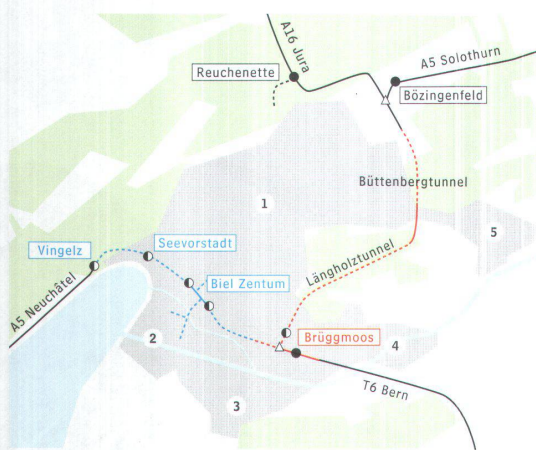 A16 Jura
A5 Solothurn
Reuchenette
Bözingenfeld
Büttenbergtunnel
1
5
Seevorstadt
Vingelz
Längholztunnel
Biel Zentum
A5 Neuchâtel
2
Brüggmoos
4
T6 Bern
3